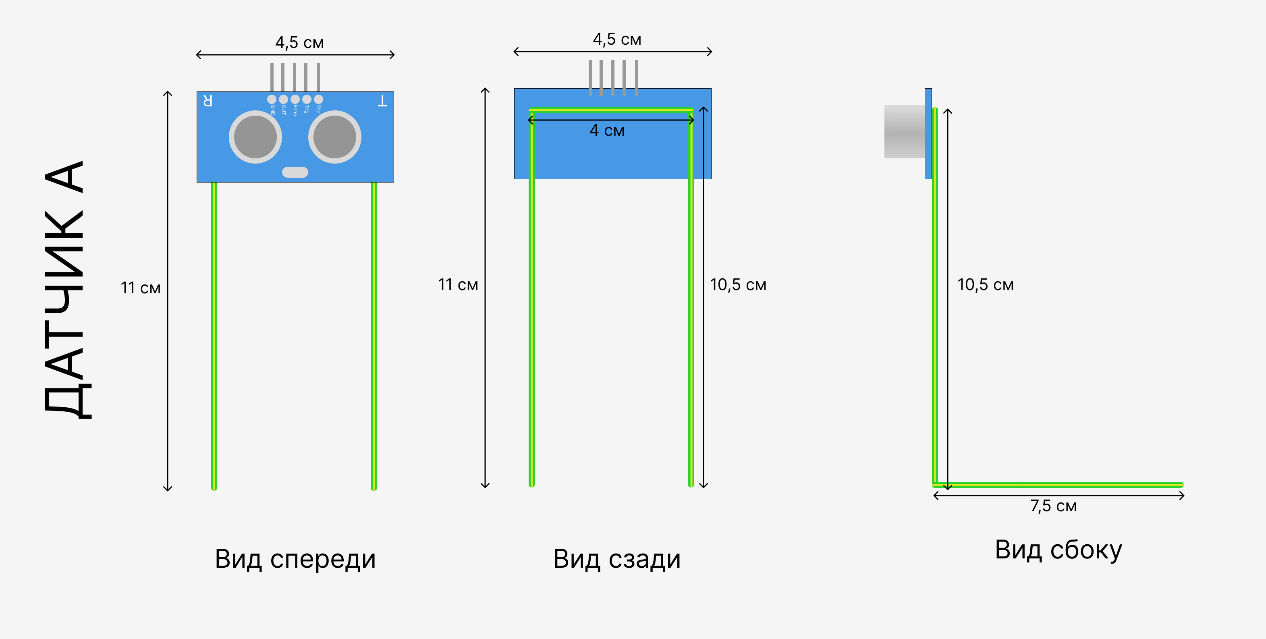 ДАТЧИК А
4,5 см
R
T
11 см
Вид спереди
4,5 см
4 см
11 см
10,5 см
Вид сзади
10,5 см
7,5 см
Вид сбоку